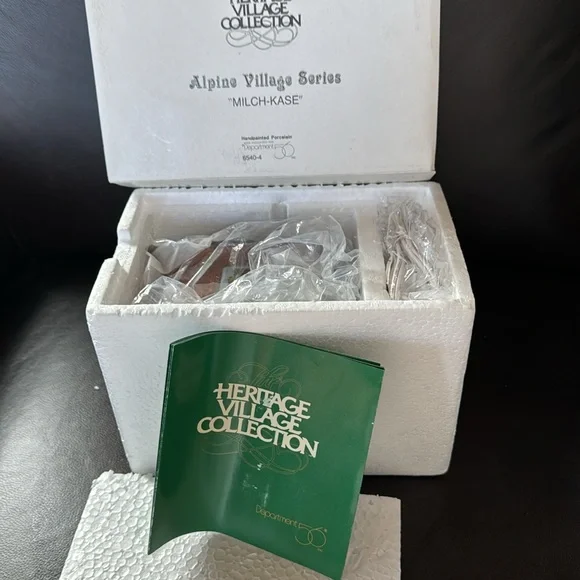 HERITAGE
VILLAGE
COLLECTION
Alpine Village Series
"MILCH-KASE"
Handpainted Porcelain
Department 56
6540-4
HERITAGE
VILLAGE
COLLECTION
Department 56